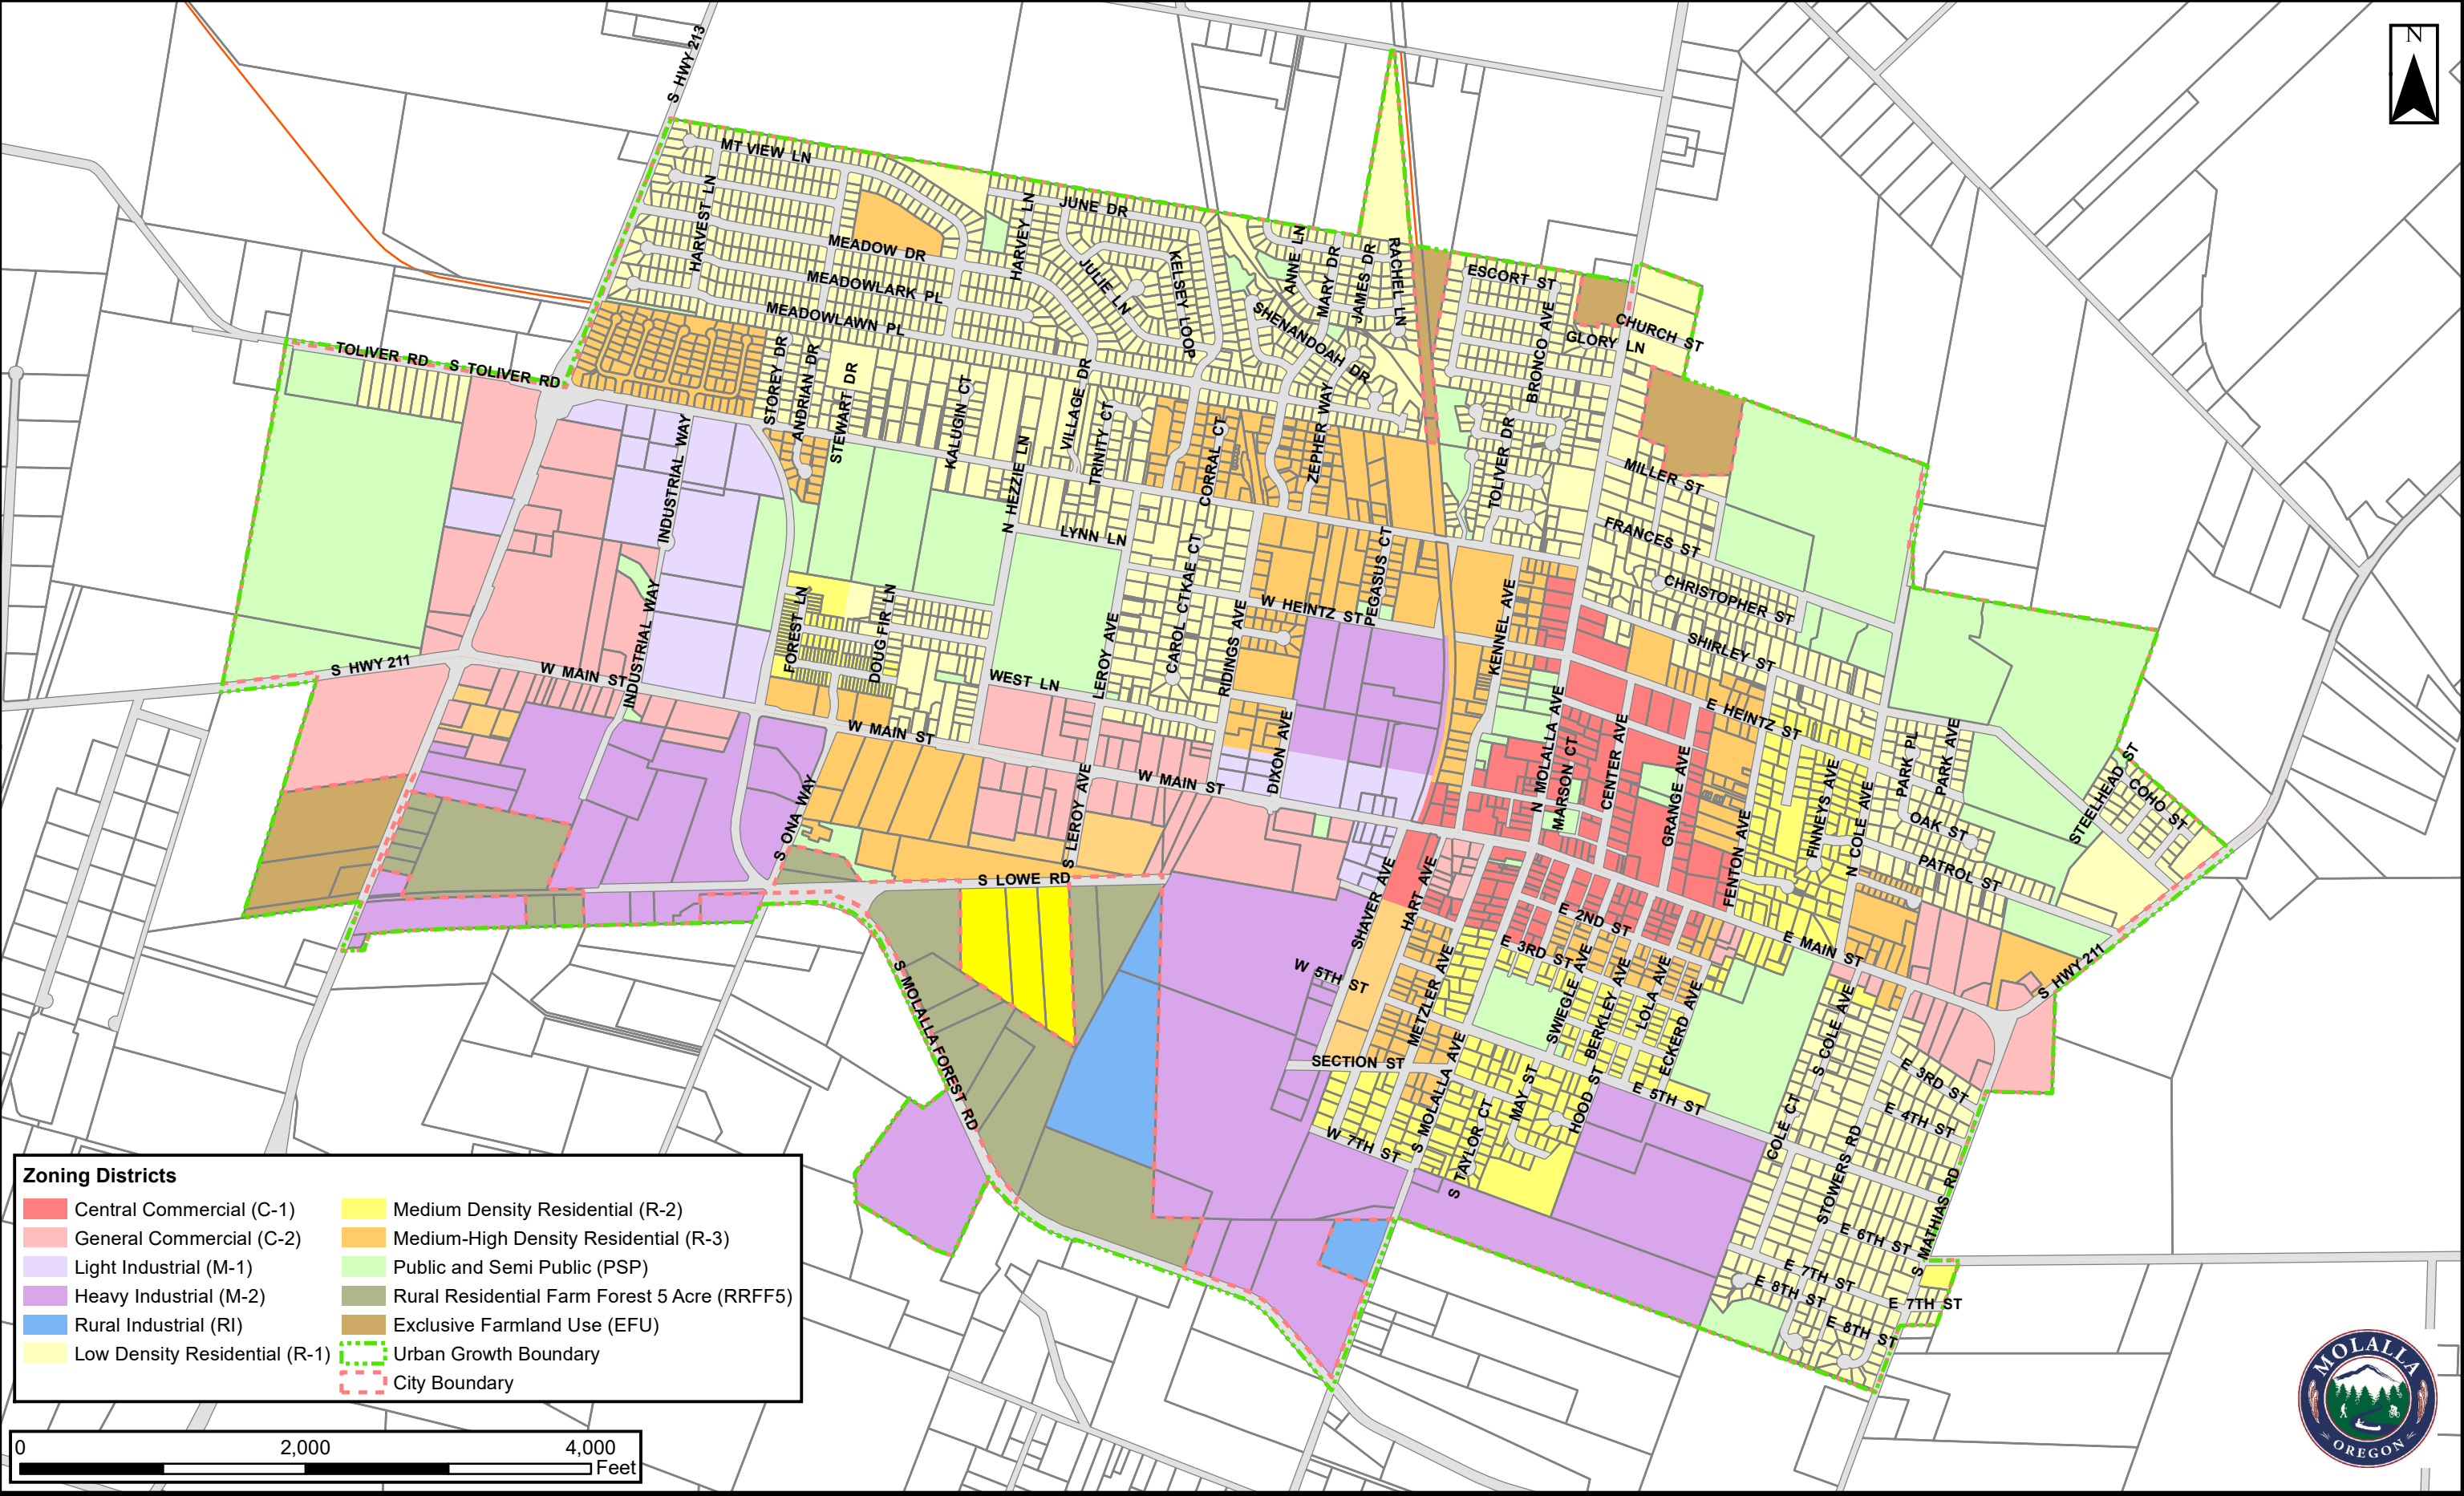 N
S HWY 213
MT VIEW LN
HARVEST LN
JUNE DR
HARVEY LN
MEADOW DR
MEADOWLARK PL
MEADOWLAWN PL
JULIE LN
KELSEY LOOP
ANNE LN
MARY DR
JAMES DR
RACHEL LN
SHENANDOAH DR
ESCORT ST
BRONCO AVE
CHURCH ST
GLORY LN
TOLIVER RD
S TOLIVER RD
STOREY DR
ANDRIAN DR
STEWART DR
KALUGIN CT
VILLAGE DR
TRINITY CT
CORRAL CT
ZEPHER WAY
TOLIVER DR
INDUSTRIAL WAY
N HEZZIE LN
LYNN LN
MILLER ST
FRANCES ST
CHRISTOPHER ST
SHIRLEY ST
PEGASUS CT
W HEINTZ ST
KAE CT
CAROL CT
RIDINGS AVE
LEROY AVE
KENNEL AVE
INDUSTRIAL WAY
FOREST LN
DOUG FIR LN
WEST LN
S HWY 211
W MAIN ST
W MAIN ST
W MAIN ST
DIXON AVE
N MOLALLA AVE
MARSON CT
CENTER AVE
GRANGE AVE
E HEINTZ ST
FENTON AVE
FINNEYS AVE
N COLE AVE
PARK PL
PARK AVE
OAK ST
PATROL ST
STEELHEAD ST
COHO ST
S ONA WAY
S LEROY AVE
S LOWE RD
SHAVER AVE
HART AVE
E 2ND ST
E 3RD ST
E MAIN ST
S HWY 211
W 5TH ST
METZLER AVE
SWIEGLE AVE
BERKLEY AVE
LOLA AVE
ECKERD AVE
S COLE AVE
S MOLALLA FOREST RD
SECTION ST
S MOLALLA AVE
MAY ST
HOOD ST
E 5TH ST
E 3RD ST
E 4TH ST
COLE CT
W 7TH ST
S TAYLOR CT
STOWERS RD
S MATHIAS RD
E 6TH ST
E 7TH ST
E 8TH ST
E 7TH ST
E 8TH ST
Zoning Districts
Central Commercial (C-1)
General Commercial (C-2)
Light Industrial (M-1)
Heavy Industrial (M-2)
Rural Industrial (RI)
Low Density Residential (R-1)
Medium Density Residential (R-2)
Medium-High Density Residential (R-3)
Public and Semi Public (PSP)
Rural Residential Farm Forest 5 Acre (RRFF5)
Exclusive Farmland Use (EFU)
Urban Growth Boundary
City Boundary
0 2,000 4,000
Feet
MOLALLA
OREGON